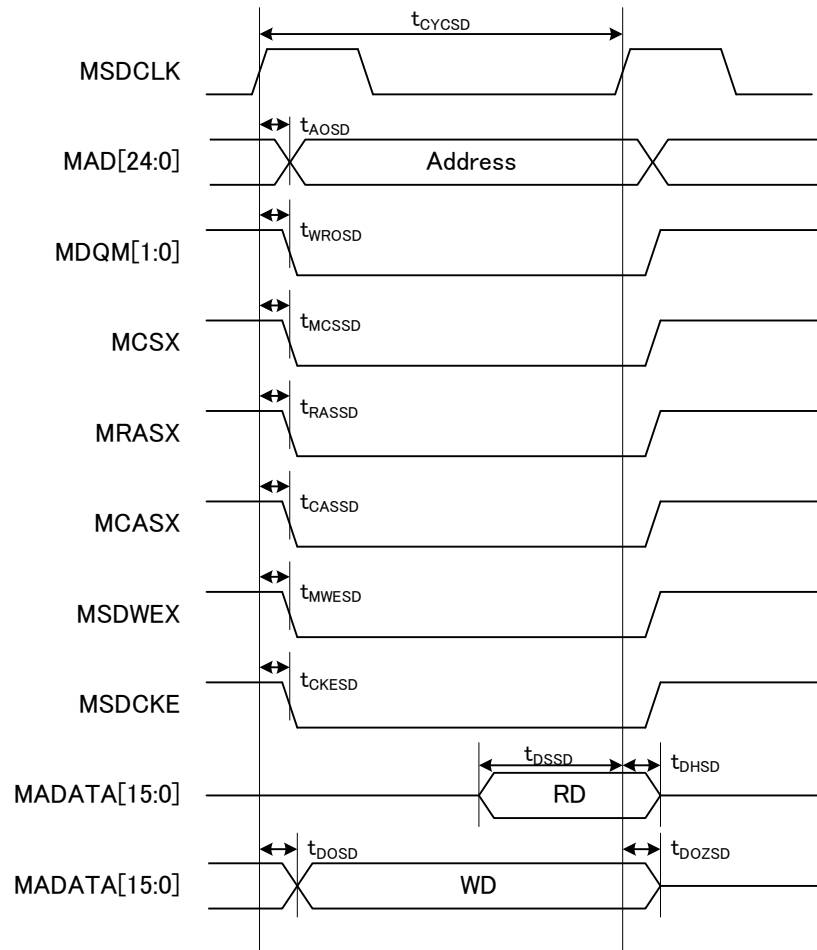 tCYCSD
MSDCLK
tAOSD
MAD[24:0]
Address
tWROSD
MDQM[1:0]
tMCSSD
MCSX
tRASSD
MRASX
tCASSD
MCASX
tMWESD
MSDWEX
tCKESD
MSDCKE
tDSSD
tDHSD
MADATA[15:0]
RD
tDOSD
tDOZSD
MADATA[15:0]
WD